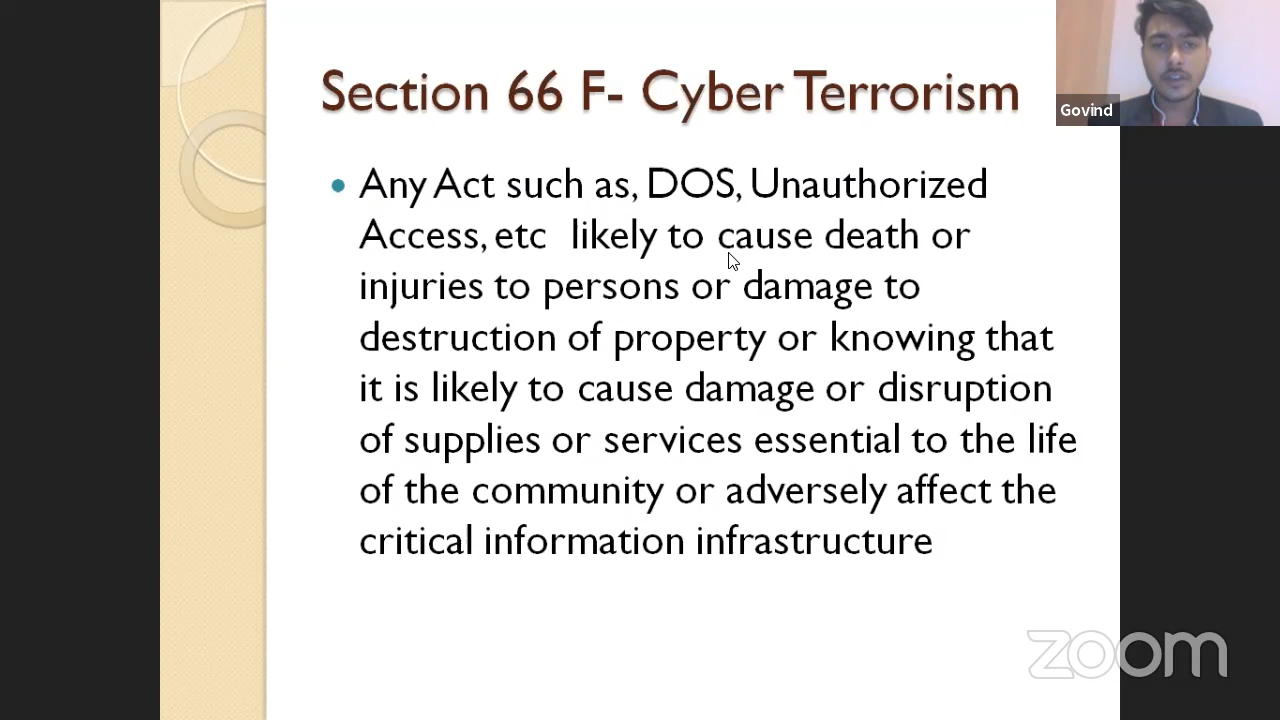 Section 66 F- Cyber Terrorism
Govind
Any Act such as, DOS, Unauthorized
Access, etc likely to cause death or
injuries to persons or damage to
destruction of property or knowing that
it is likely to cause damage or disruption
of supplies or services essential to the life
of the community or adversely affect the
critical information infrastructure
zoom